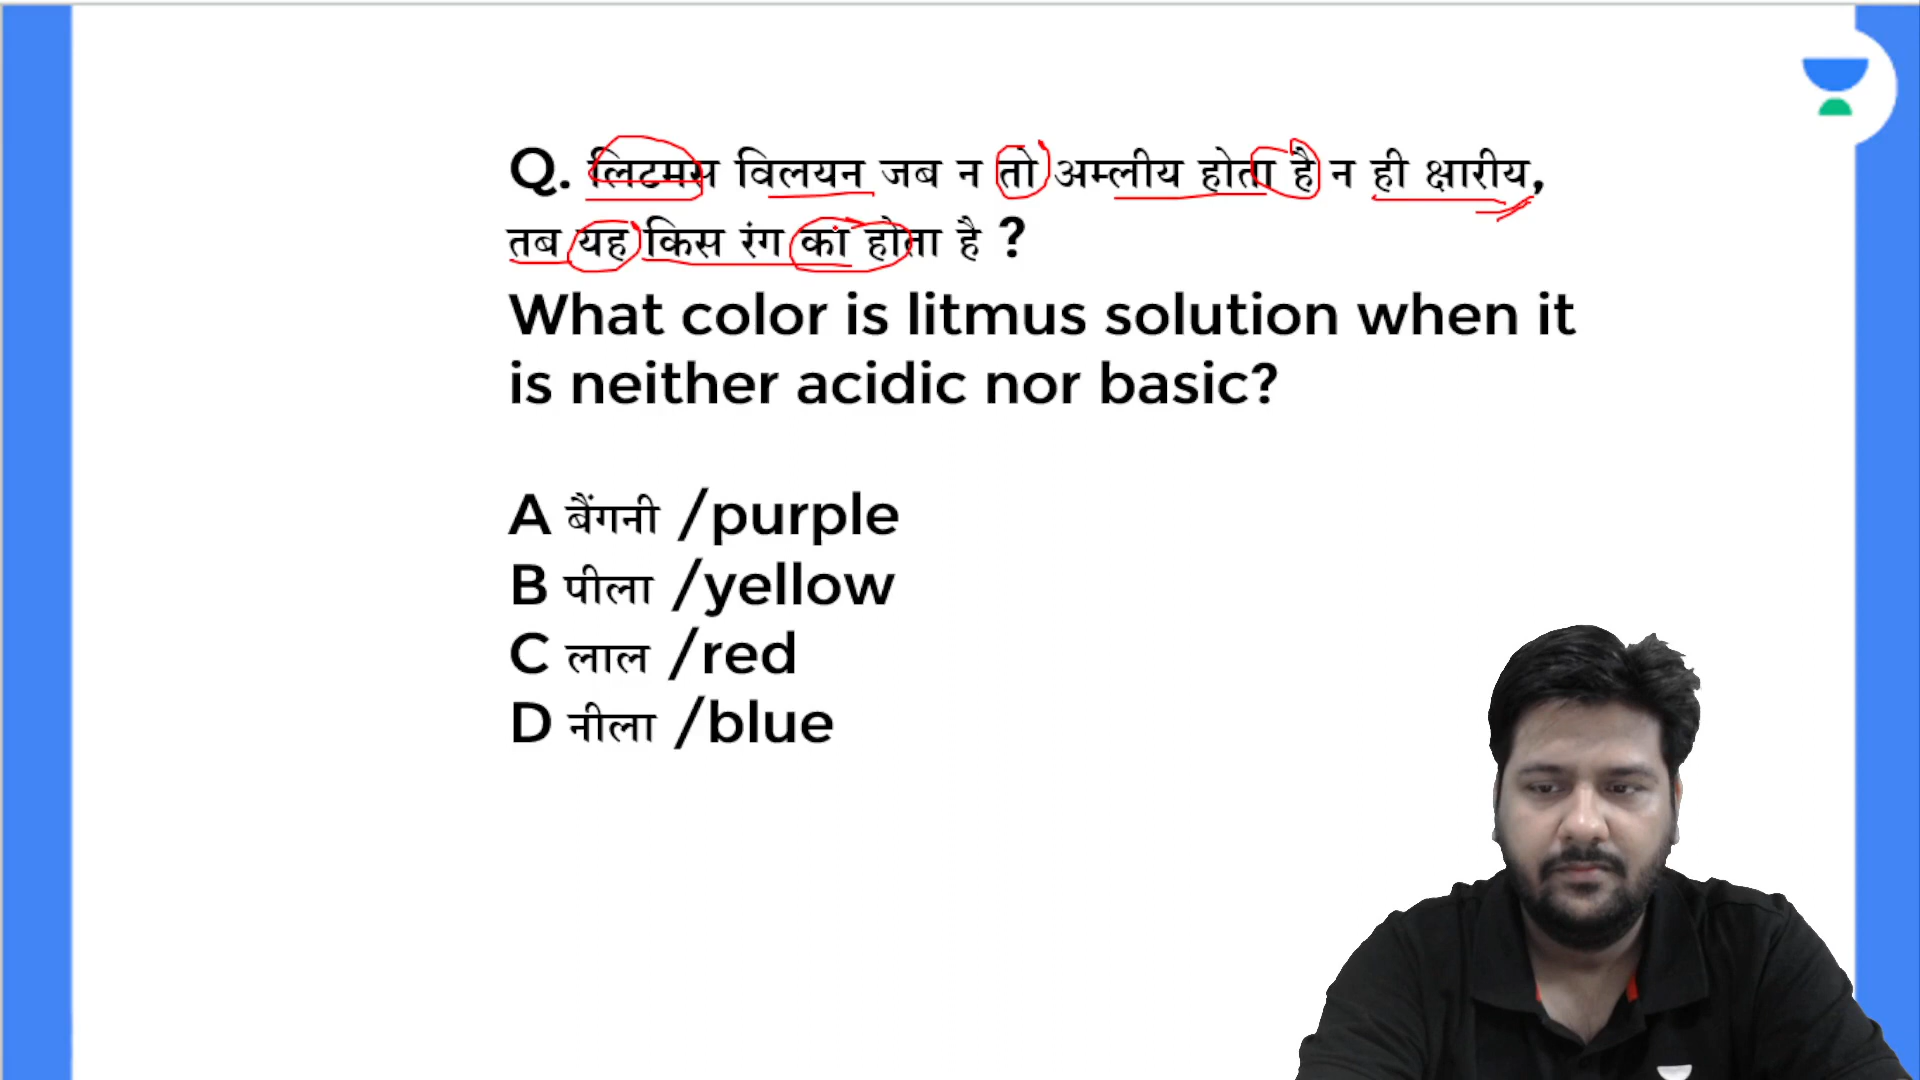 Q. लिटमस विलयन जब न तो अम्लीय होता है न ही क्षारीय,
तब यह किस रंग का होता है ?
What color is litmus solution when it
is neither acidic nor basic?
A बैंगनी /purple
B पीला /yellow
C लाल /red
D नीला /blue